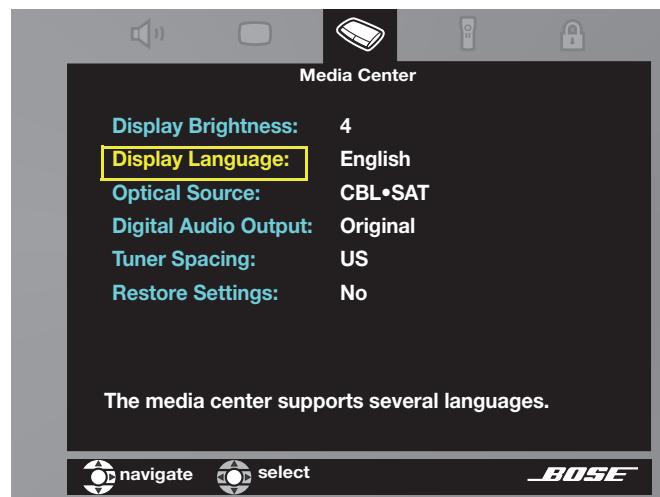 Media Center
Display Brightness: 4
Display Language: English
Optical Source: CBL•SAT
Digital Audio Output: Original
Tuner Spacing: US
Restore Settings: No
The media center supports several languages.
navigate select BOSE